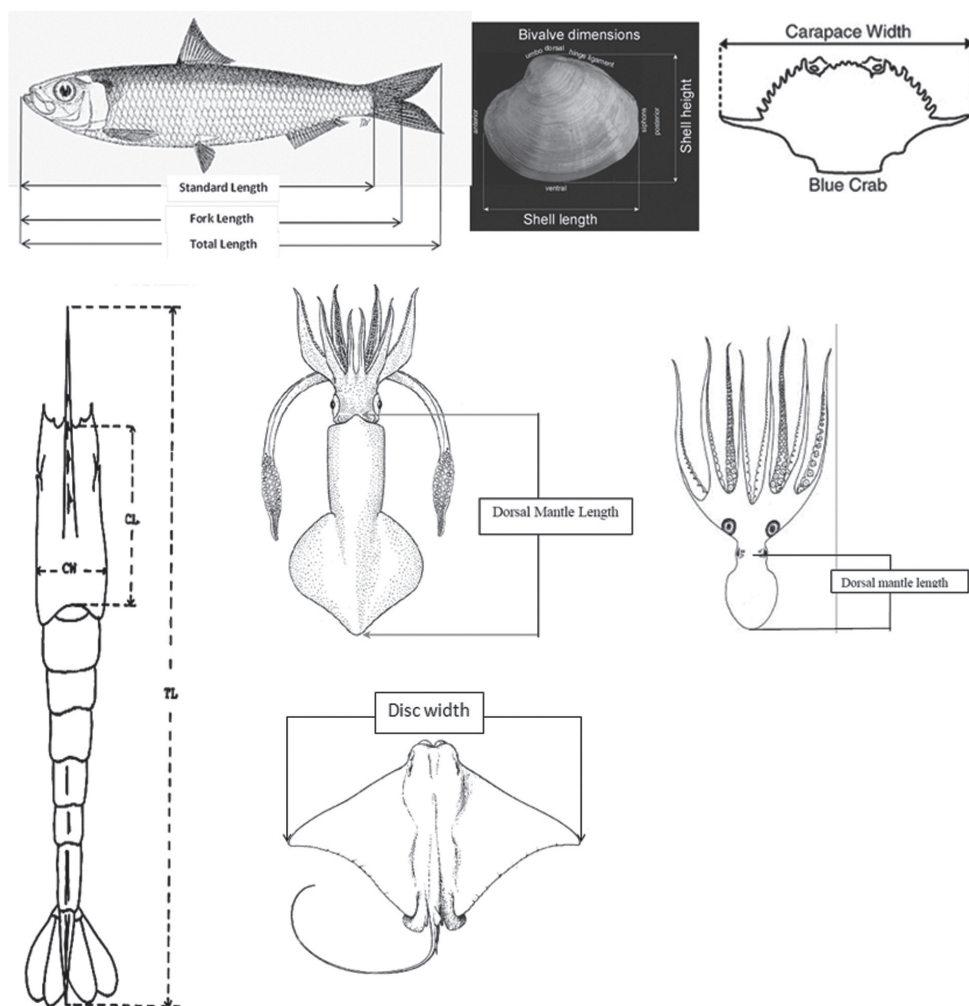 Standard Length
Fork Length
Total Length
Bivalve dimensions
umbo dorsal hinge ligament
anterior
siphons
posterior
Shell height
ventral
Shell length
Carapace Width
Blue Crab
CL
CW
TL
Dorsal Mantle Length
Dorsal mantle length
Disc width